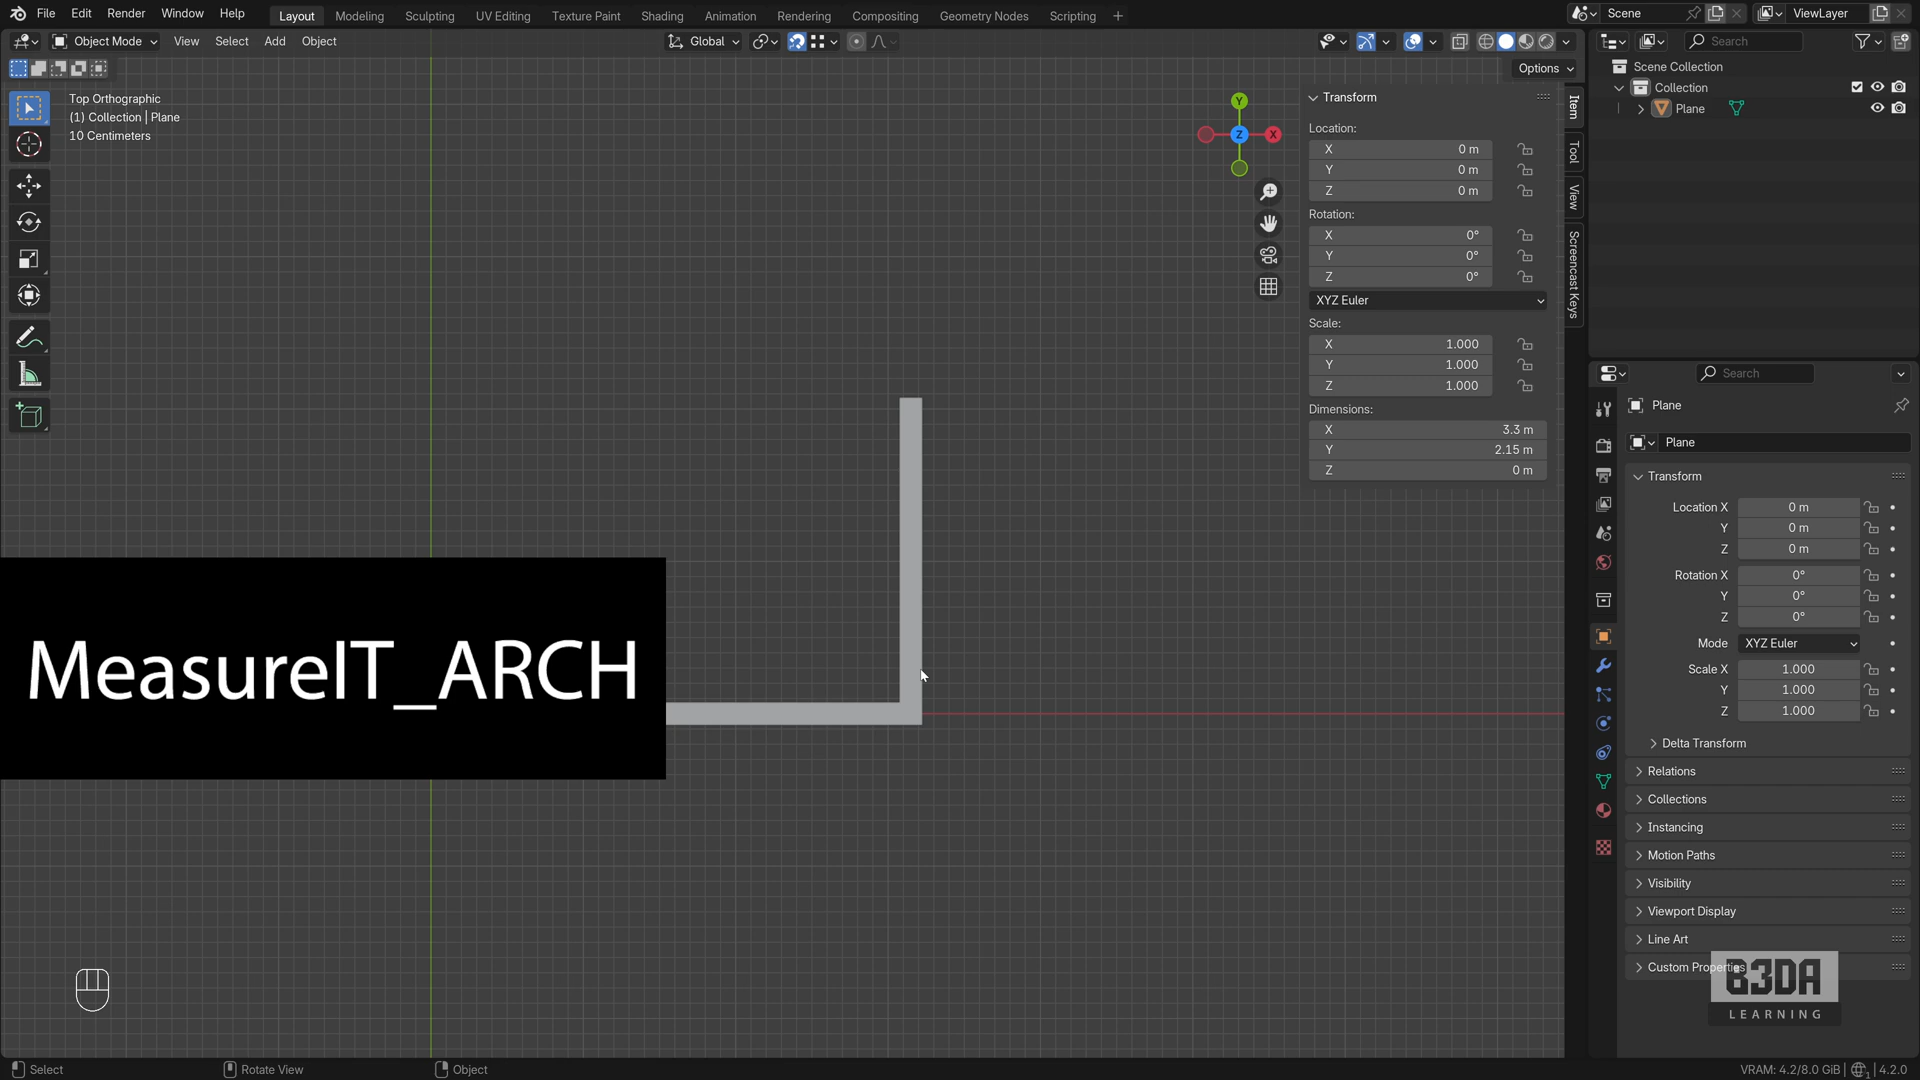 File Edit Render Window Help Layout Modeling Sculpting UV Editing Texture Paint Shading Animation Rendering Compositing Geometry Nodes Scripting + Scene ViewLayer
Object Mode View Select Add Object Global Search
Options
Top Orthographic
(1) Collection | Plane
10 Centimeters
Y
Z
X
Transform
Location:
X 0 m
Y 0 m
Z 0 m
Rotation:
X 0°
Y 0°
Z 0°
XYZ Euler
Scale:
X 1.000
Y 1.000
Z 1.000
Dimensions:
X 3.3 m
Y 2.15 m
Z 0 m
Item
Tool
View
Screencast Keys
Scene Collection
Collection
Plane
Search
Plane
Plane
Transform
Location X 0 m
Y 0 m
Z 0 m
Rotation X 0°
Y 0°
Z 0°
Mode XYZ Euler
Scale X 1.000
Y 1.000
Z 1.000
Delta Transform
Relations
Collections
Instancing
Motion Paths
Visibility
Viewport Display
Line Art
Custom Properties
MeasureIT_ARCH
B3DA
LEARNING
Select Rotate View Object VRAM: 4.2/8.0 GiB | 1 | 4.2.0